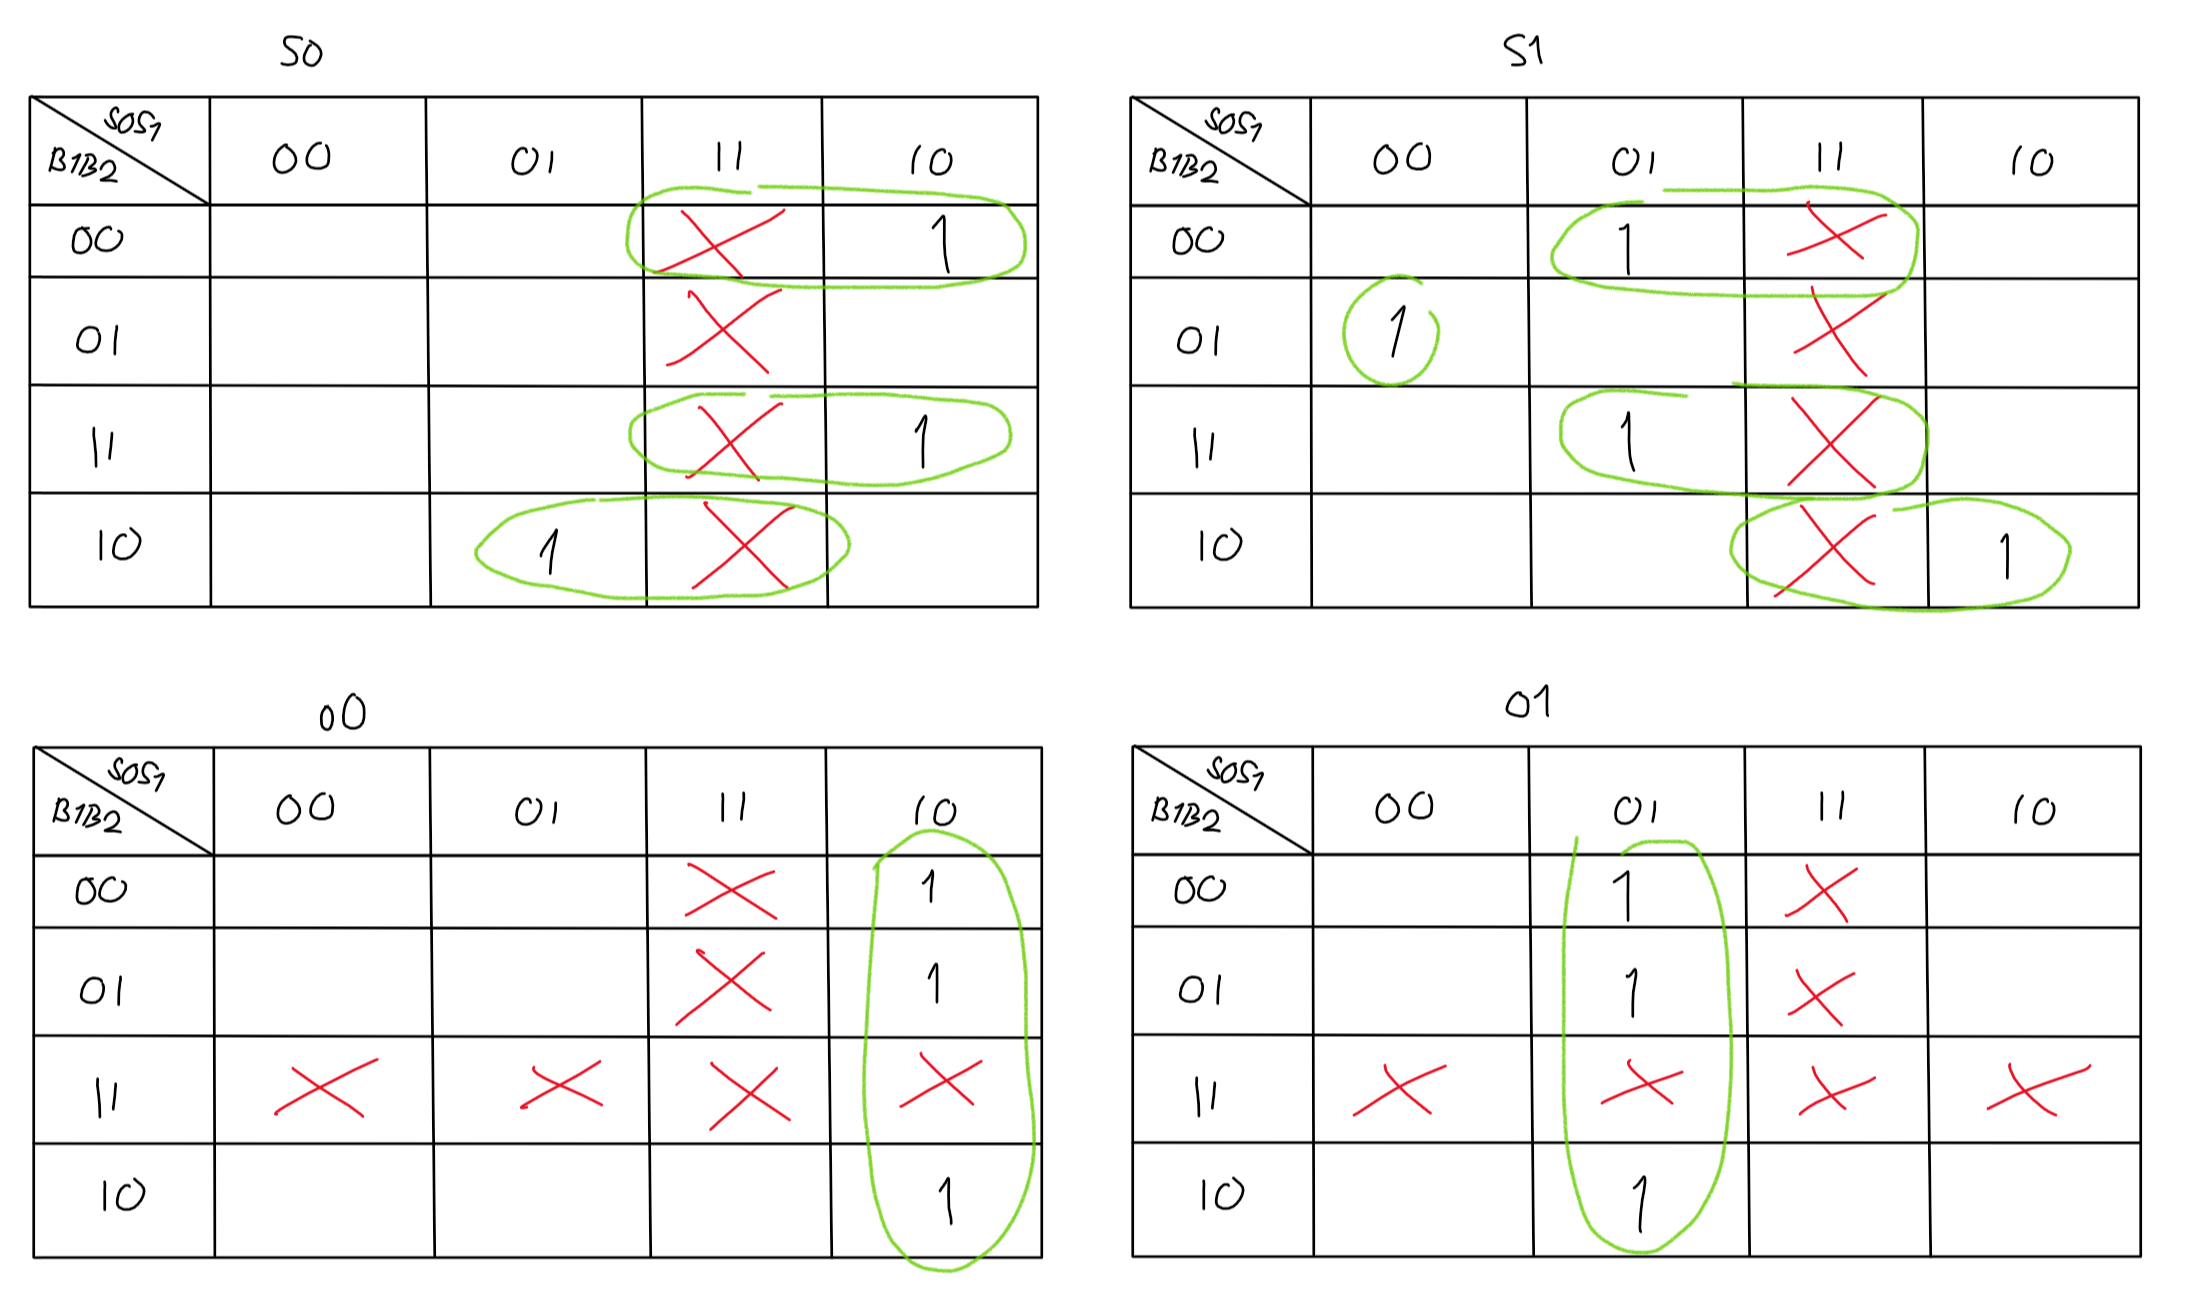 S0
S0S1
B1B2 00 01 11 10
00 X 1
01 X
11 X 1
10 1 X
S1
S0S1
B1B2 00 01 11 10
00 1 X
01 1 X
11 1 X
10 X 1
00
S0S1
B1B2 00 01 11 10
00 X 1
01 X 1
11 X X X X
10 1
01
S0S1
B1B2 00 01 11 10
00 1 X
01 1 X
11 X X X X
10 1